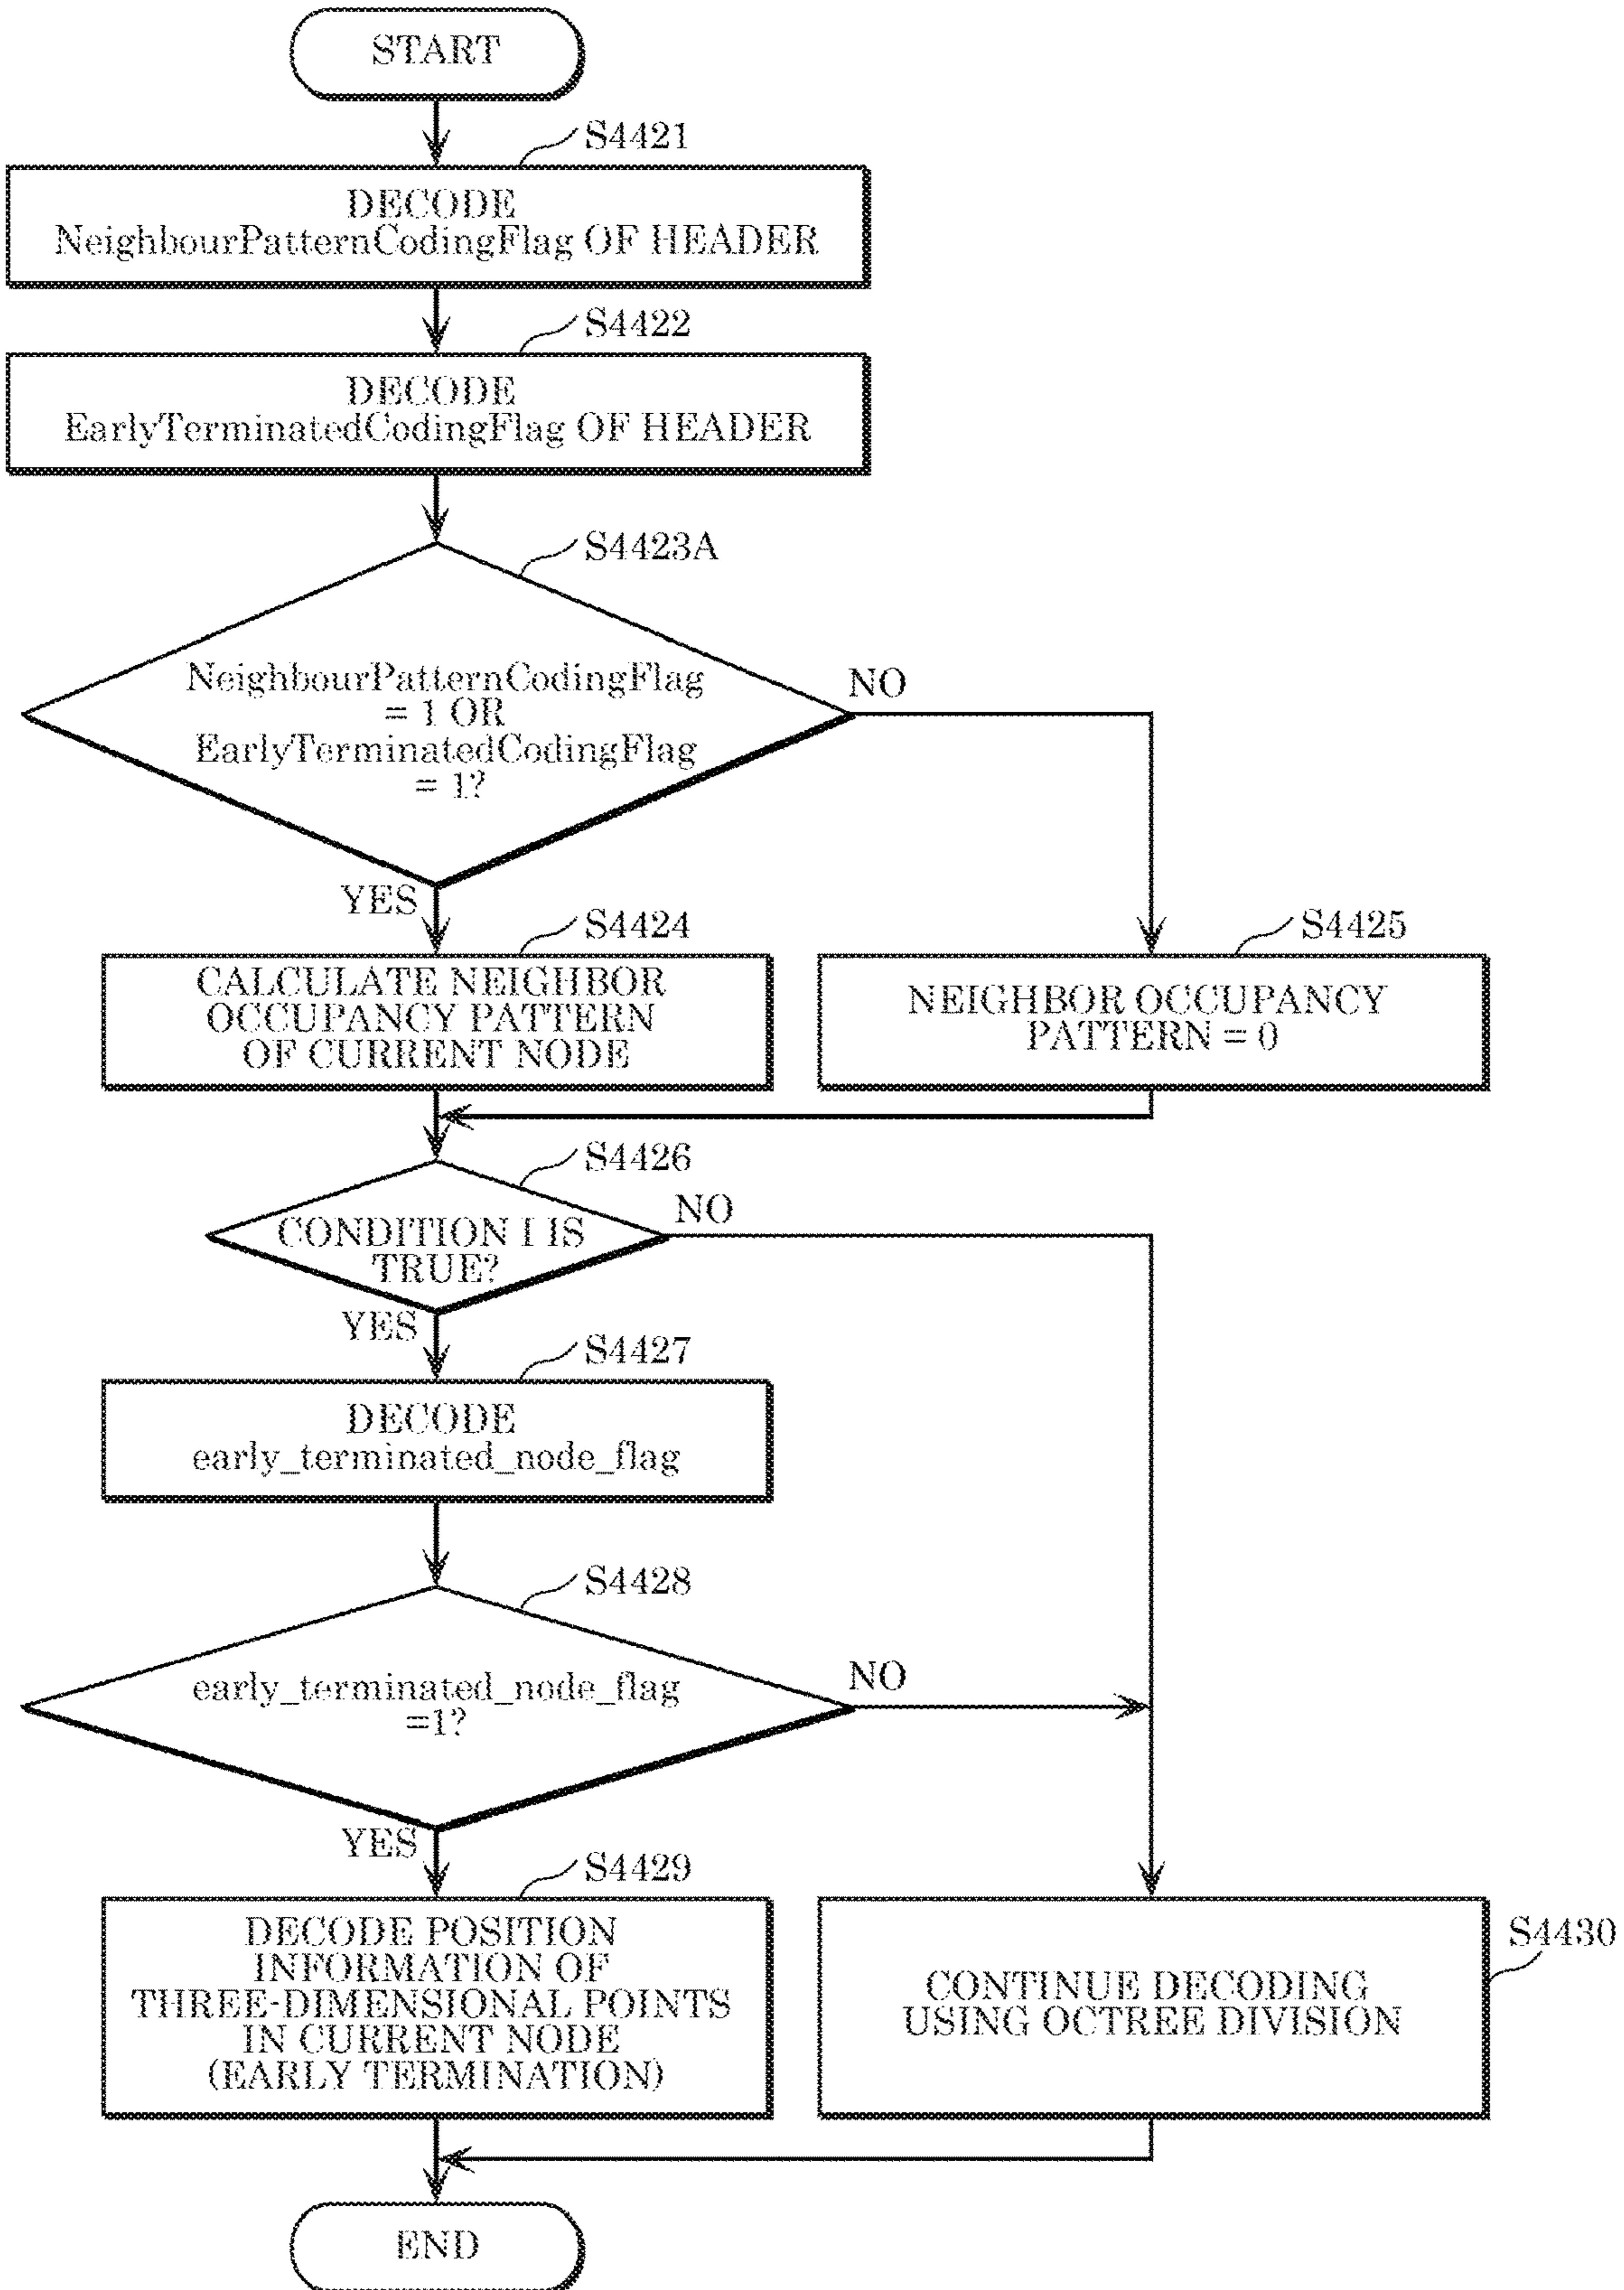 START
S4421
DECODE
NeighbourPatternCodingFlag OF HEADER
S4422
DECODE
EarlyTerminatedCodingFlag OF HEADER
S4423A
NeighbourPatternCodingFlag
= 1 OR
EarlyTerminatedCodingFlag
= 1?
NO
YES
S4424
CALCULATE NEIGHBOR
OCCUPANCY PATTERN
OF CURRENT NODE
S4425
NEIGHBOR OCCUPANCY
PATTERN = 0
S4426
CONDITION I IS
TRUE?
NO
YES
S4427
DECODE
early_terminated_node_flag
S4428
early_terminated_node_flag
=1?
NO
YES
S4429
DECODE POSITION
INFORMATION OF
THREE-DIMENSIONAL POINTS
IN CURRENT NODE
(EARLY TERMINATION)
S4430
CONTINUE DECODING
USING OCTREE DIVISION
END